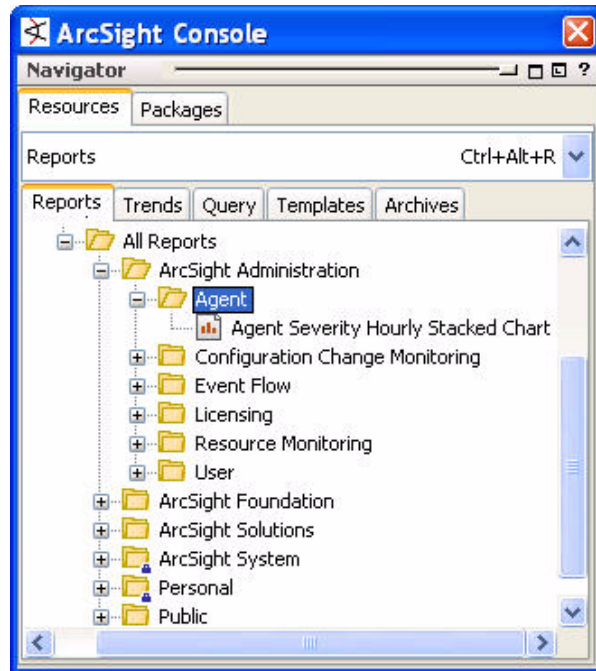 ArcSight Console
Navigator ?
Resources Packages
Reports Ctrl+Alt+R
Reports Trends Query Templates Archives
All Reports
ArcSight Administration
Agent
Agent Severity Hourly Stacked Chart
Configuration Change Monitoring
Event Flow
Licensing
Resource Monitoring
User
ArcSight Foundation
ArcSight Solutions
ArcSight System
Personal
Public